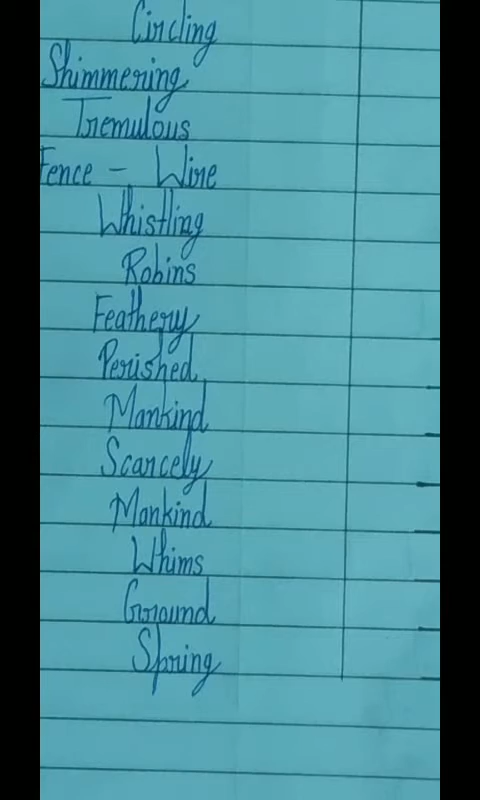 Circling
Shimmering
Tremulous
Fence - Wire
Whistling
Robins
Feathery
Perished
Mankind
Scarcely
Mankind
Whims
Ground
Spring